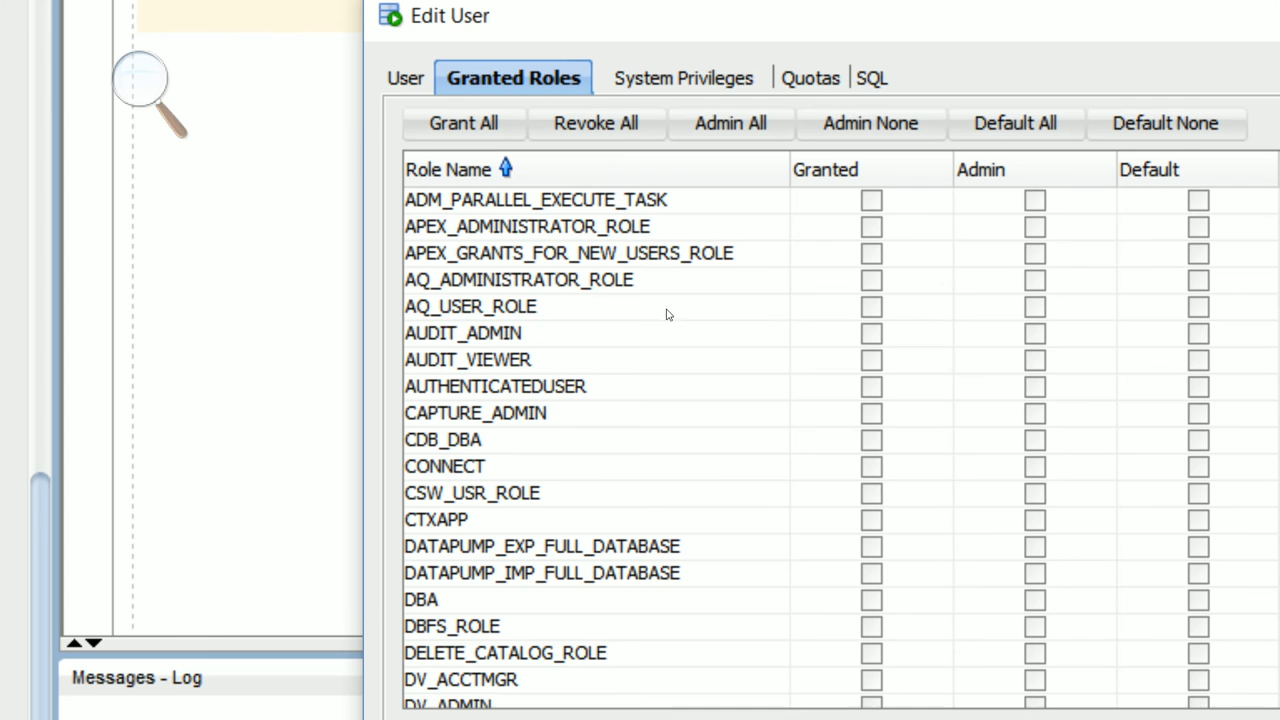 Edit User
User Granted Roles System Privileges Quotas SQL
Grant All Revoke All Admin All Admin None Default All Default None
Role Name Granted Admin Default
ADM_PARALLEL_EXECUTE_TASK
APEX_ADMINISTRATOR_ROLE
APEX_GRANTS_FOR_NEW_USERS_ROLE
AQ_ADMINISTRATOR_ROLE
AQ_USER_ROLE
AUDIT_ADMIN
AUDIT_VIEWER
AUTHENTICATEDUSER
CAPTURE_ADMIN
CDB_DBA
CONNECT
CSW_USR_ROLE
CTXAPP
DATAPUMP_EXP_FULL_DATABASE
DATAPUMP_IMP_FULL_DATABASE
DBA
DBFS_ROLE
DELETE_CATALOG_ROLE
DV_ACCTMGR
DV_ADMIN
Messages - Log